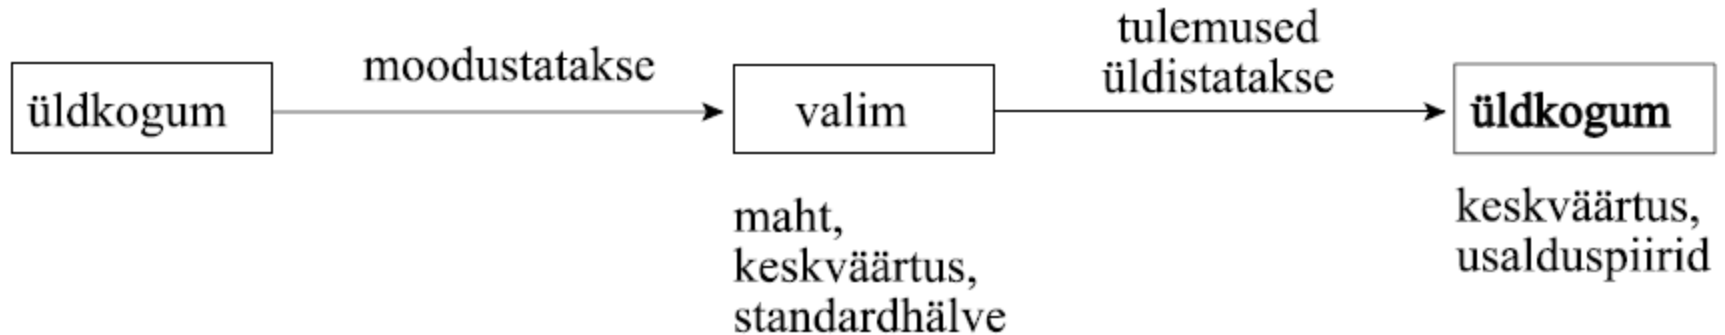 üldkogum
moodustatakse
valim
tulemused
üldistatakse
üldkogum
maht,
keskväärtus,
standardhälve
keskväärtus,
usalduspiirid